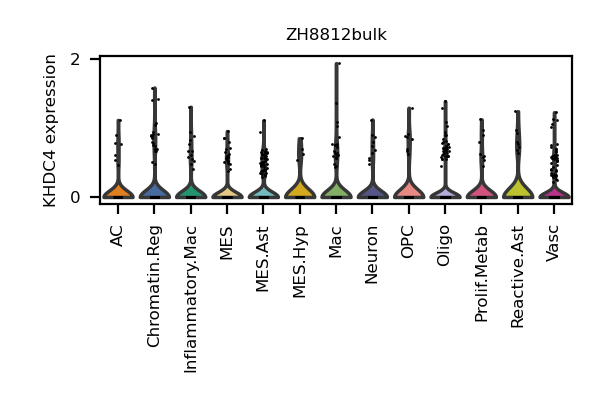 ZH8812bulk
KHDC4 expression
2
0
AC
Chromatin.Reg
Inflammatory.Mac
MES
MES.Ast
MES.Hyp
Mac
Neuron
OPC
Oligo
Prolif.Metab
Reactive.Ast
Vasc